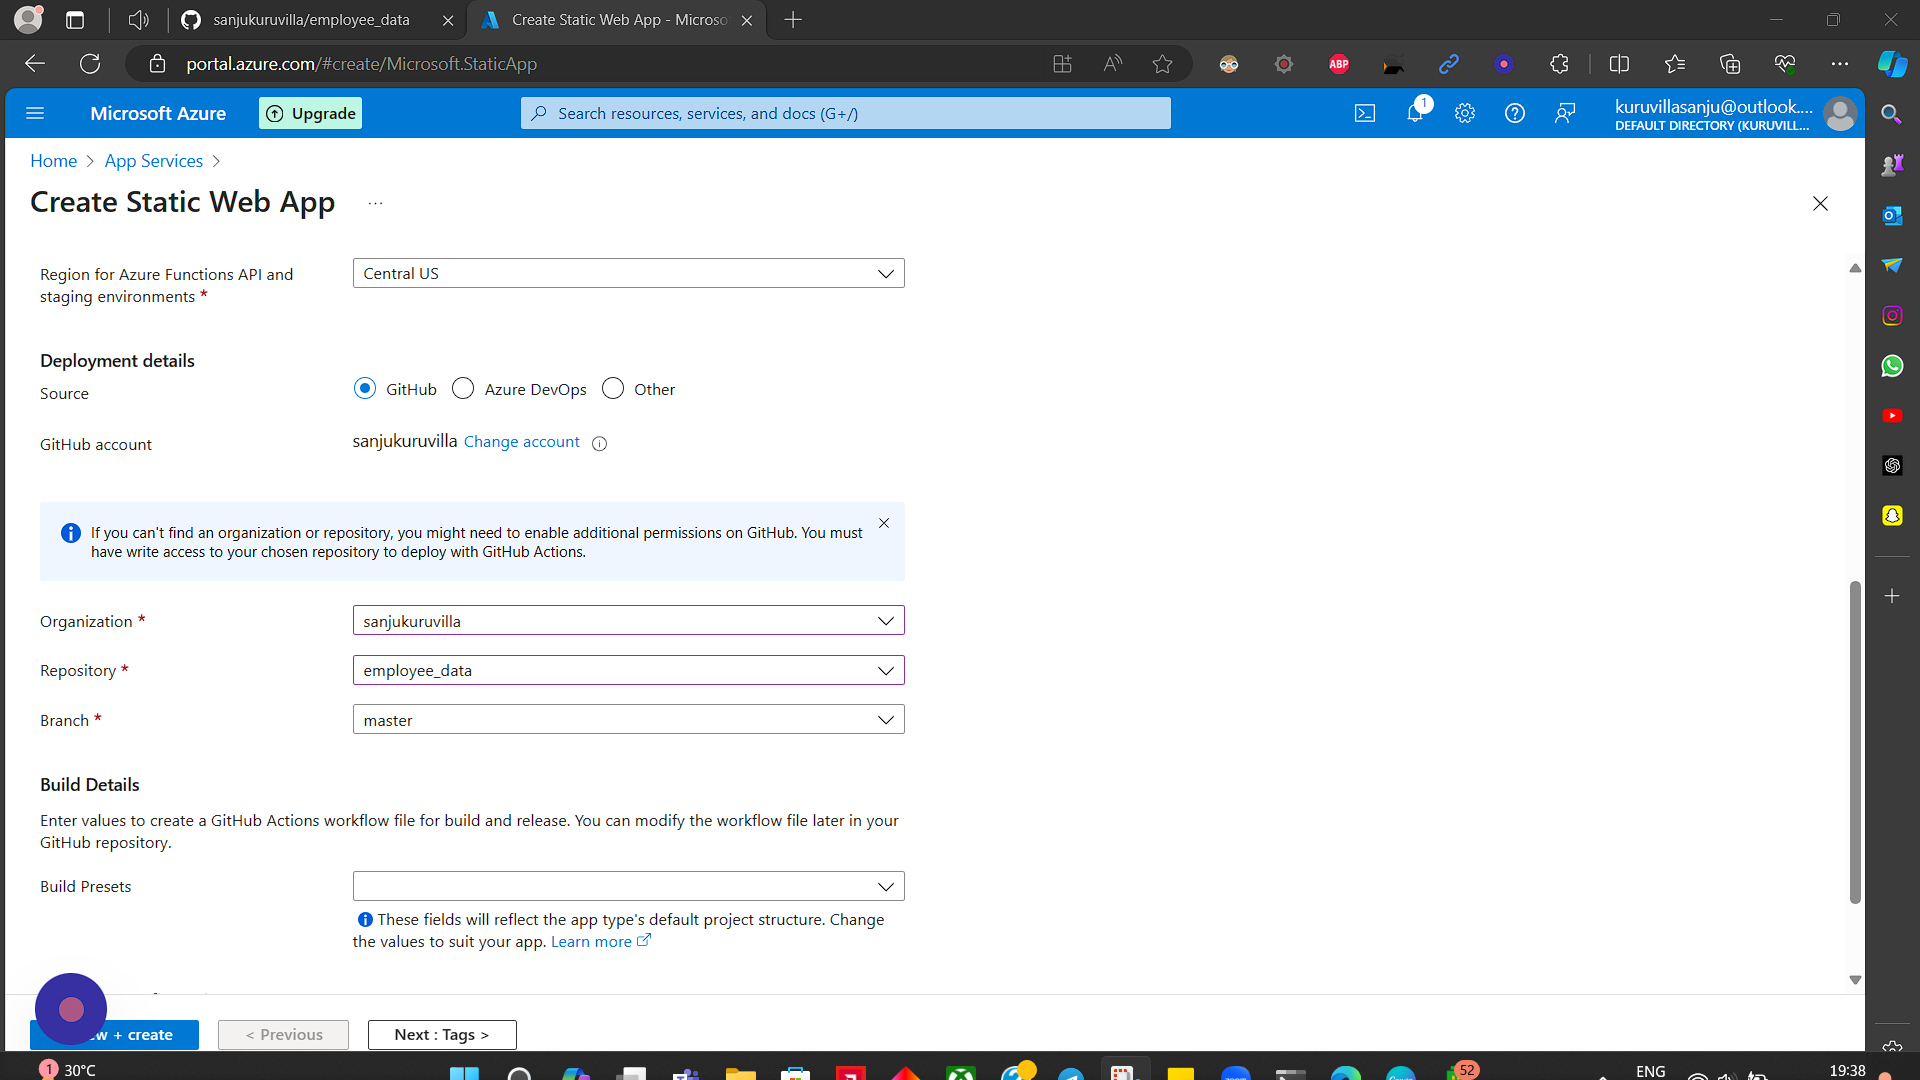 sanjukuruvilla/employee_data
Create Static Web App - Microso
portal.azure.com/#create/Microsoft.StaticApp
ABP
Microsoft Azure
Upgrade
Search resources, services, and docs (G+/)
1
kuruvillasanju@outlook....
DEFAULT DIRECTORY (KURUVILL...
Home > App Services >
Create Static Web App ...
Region for Azure Functions API and
staging environments *
Central US
Deployment details
Source
GitHub
Azure DevOps
Other
GitHub account
sanjukuruvilla Change account
If you can't find an organization or repository, you might need to enable additional permissions on GitHub. You must
have write access to your chosen repository to deploy with GitHub Actions.
Organization *
sanjukuruvilla
Repository *
employee_data
Branch *
master
Build Details
Enter values to create a GitHub Actions workflow file for build and release. You can modify the workflow file later in your
GitHub repository.
Build Presets
These fields will reflect the app type's default project structure. Change
the values to suit your app. Learn more
+ create
< Previous
Next : Tags >
1
30°C
52
ENG
19:38